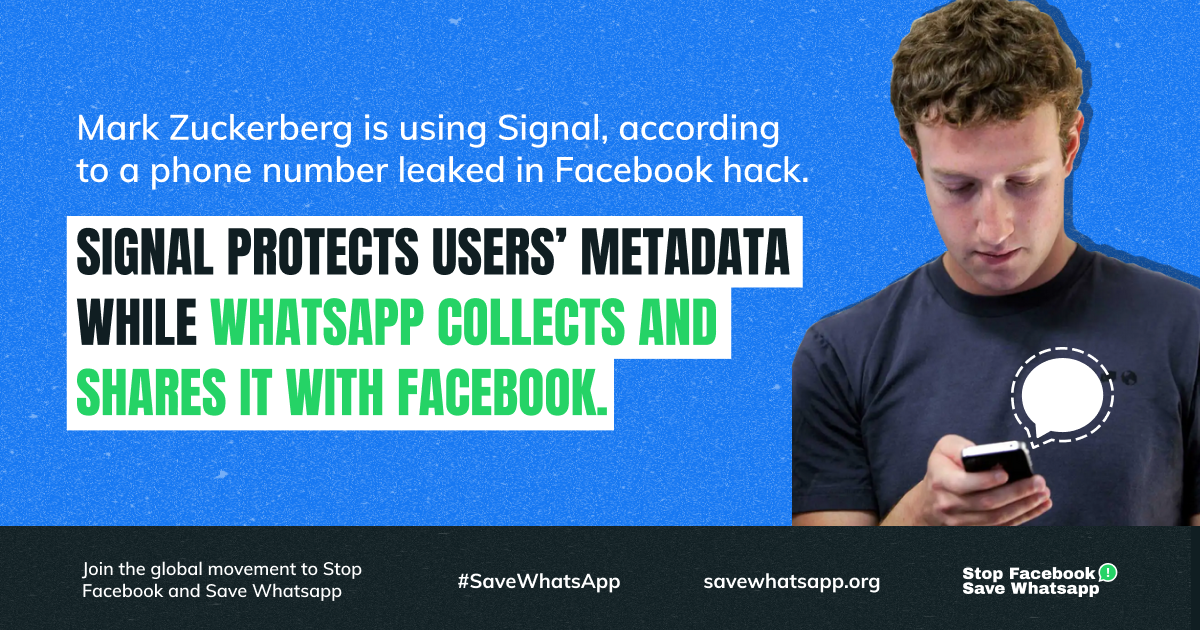 Mark Zuckerberg is using Signal, according
to a phone number leaked in Facebook hack.
SIGNAL PROTECTS USERS’ METADATA
WHILE WHATSAPP COLLECTS AND
SHARES IT WITH FACEBOOK.
Join the global movement to Stop
Facebook and Save Whatsapp
#SaveWhatsApp
savewhatsapp.org
Stop Facebook
Save Whatsapp